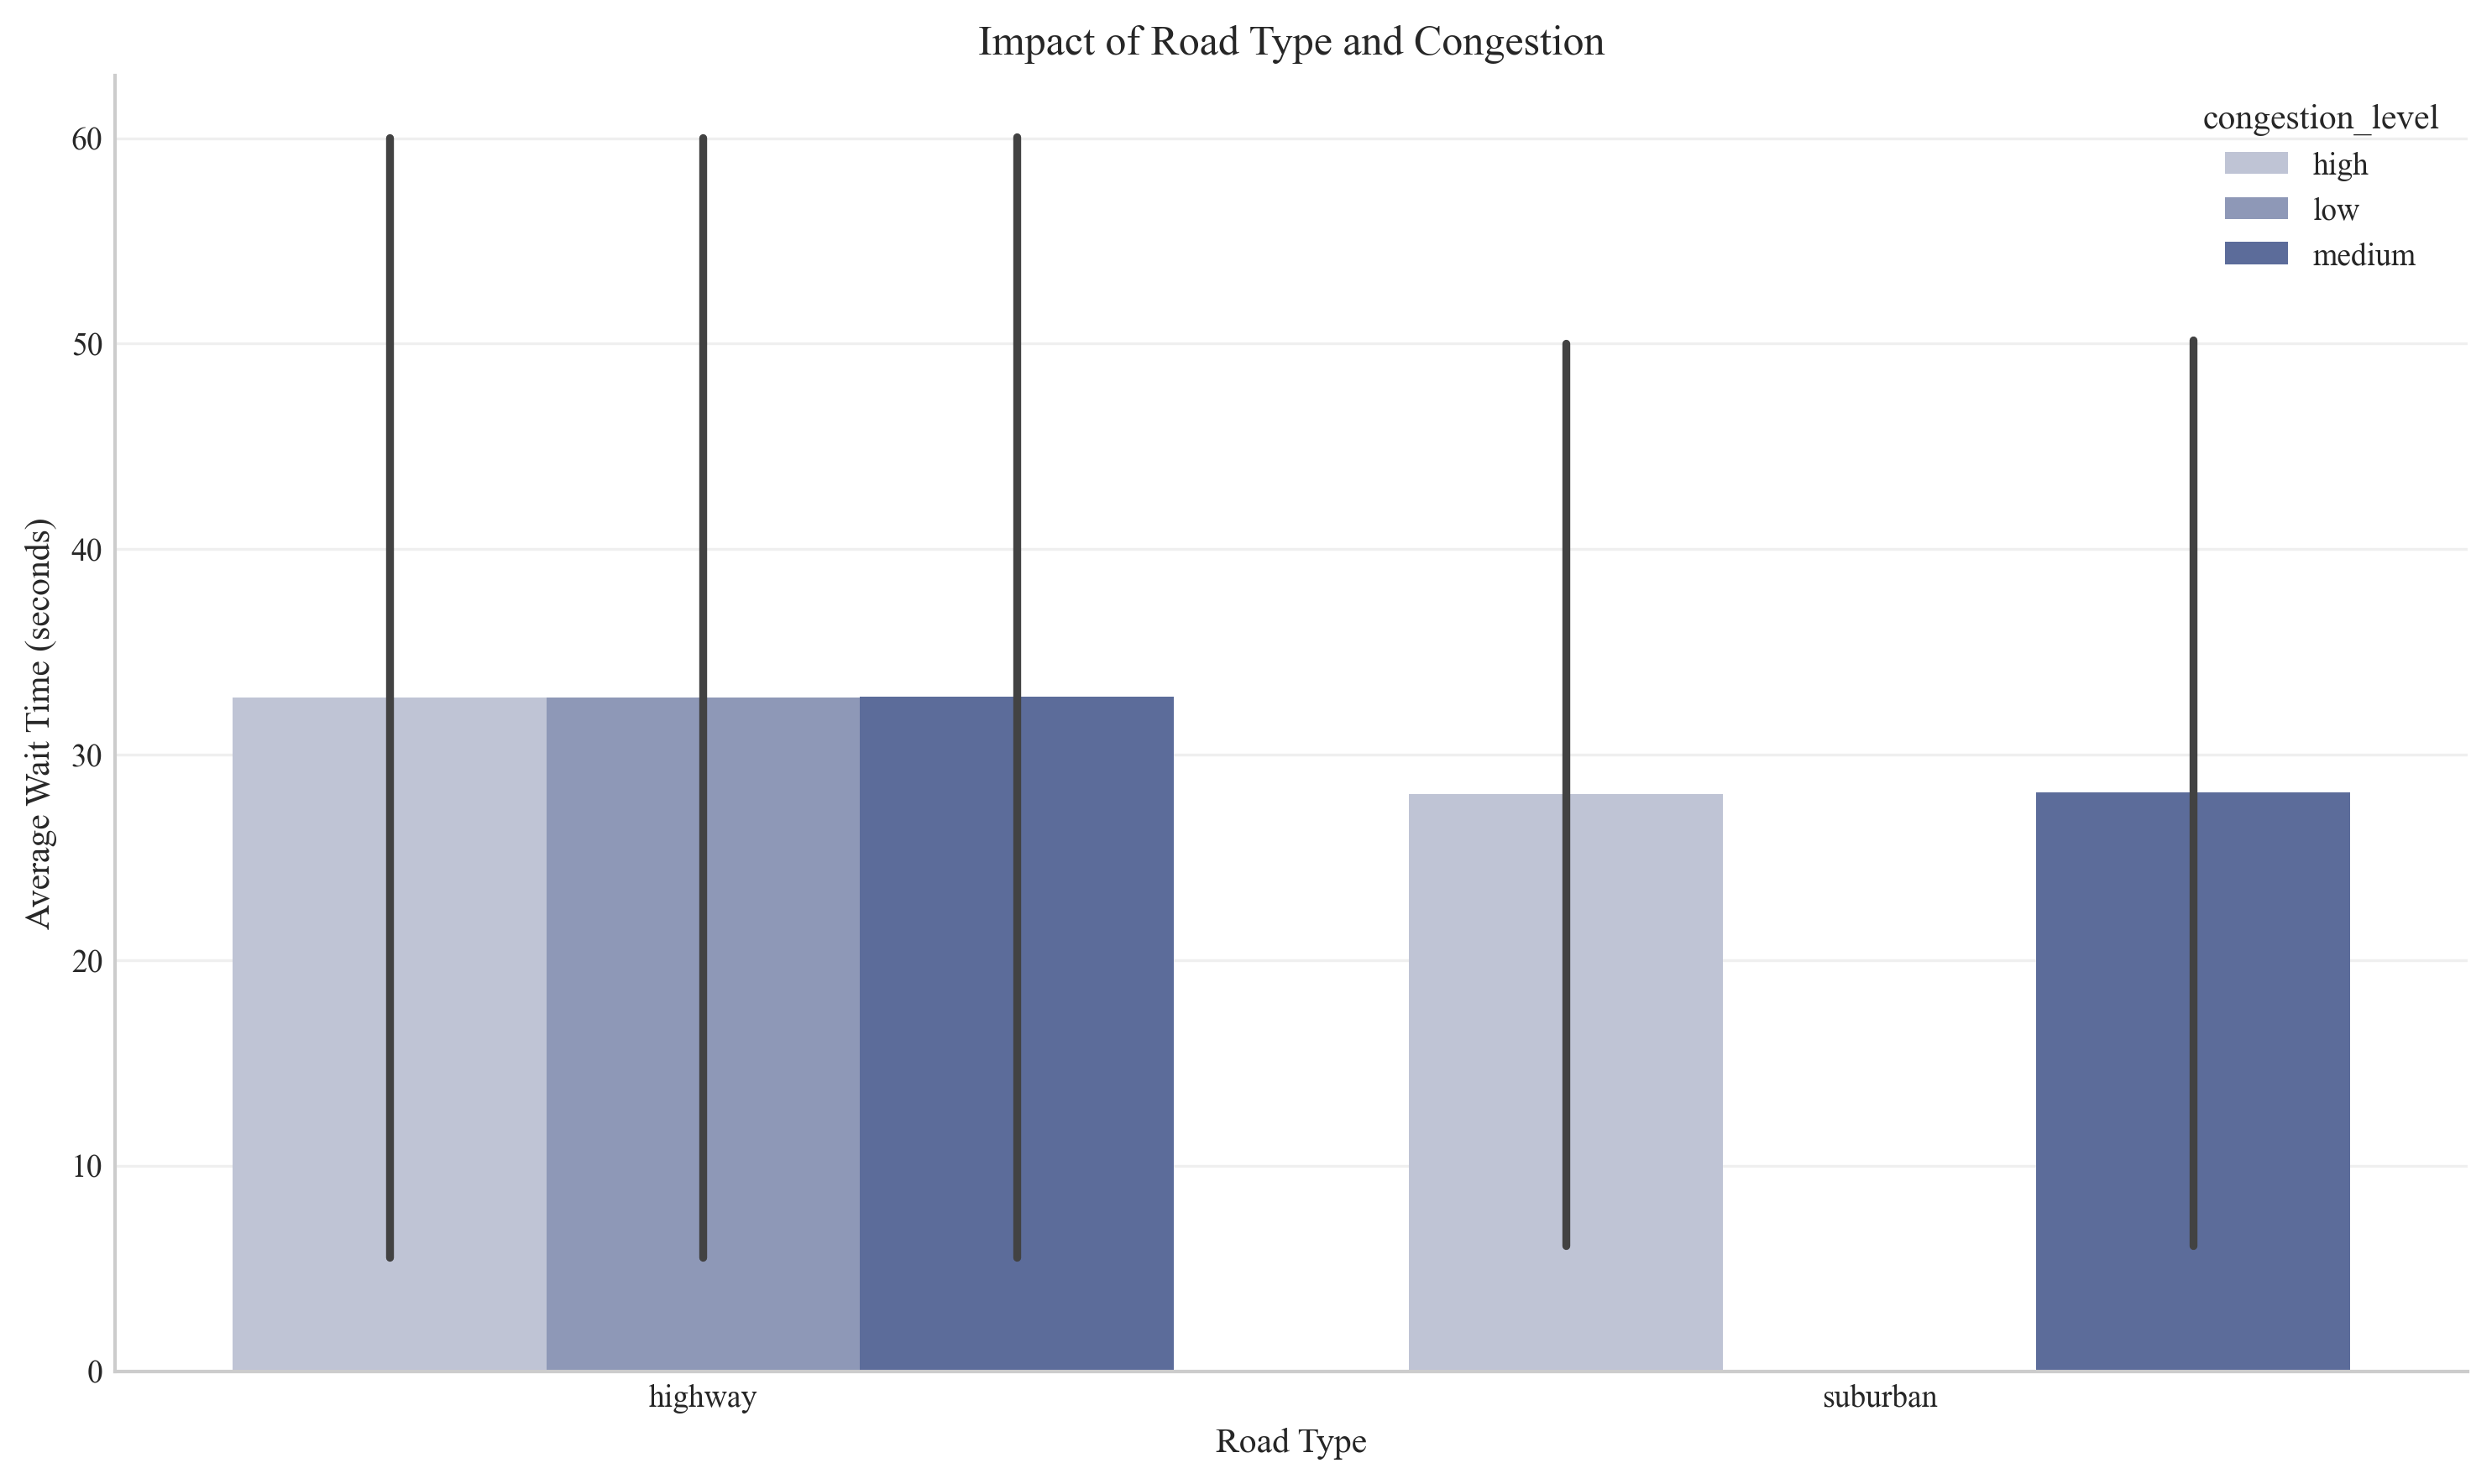 Impact of Road Type and Congestion
congestion_level
high
low
medium
60
50
40
30
20
10
0
Average Wait Time (seconds)
highway
suburban
Road Type